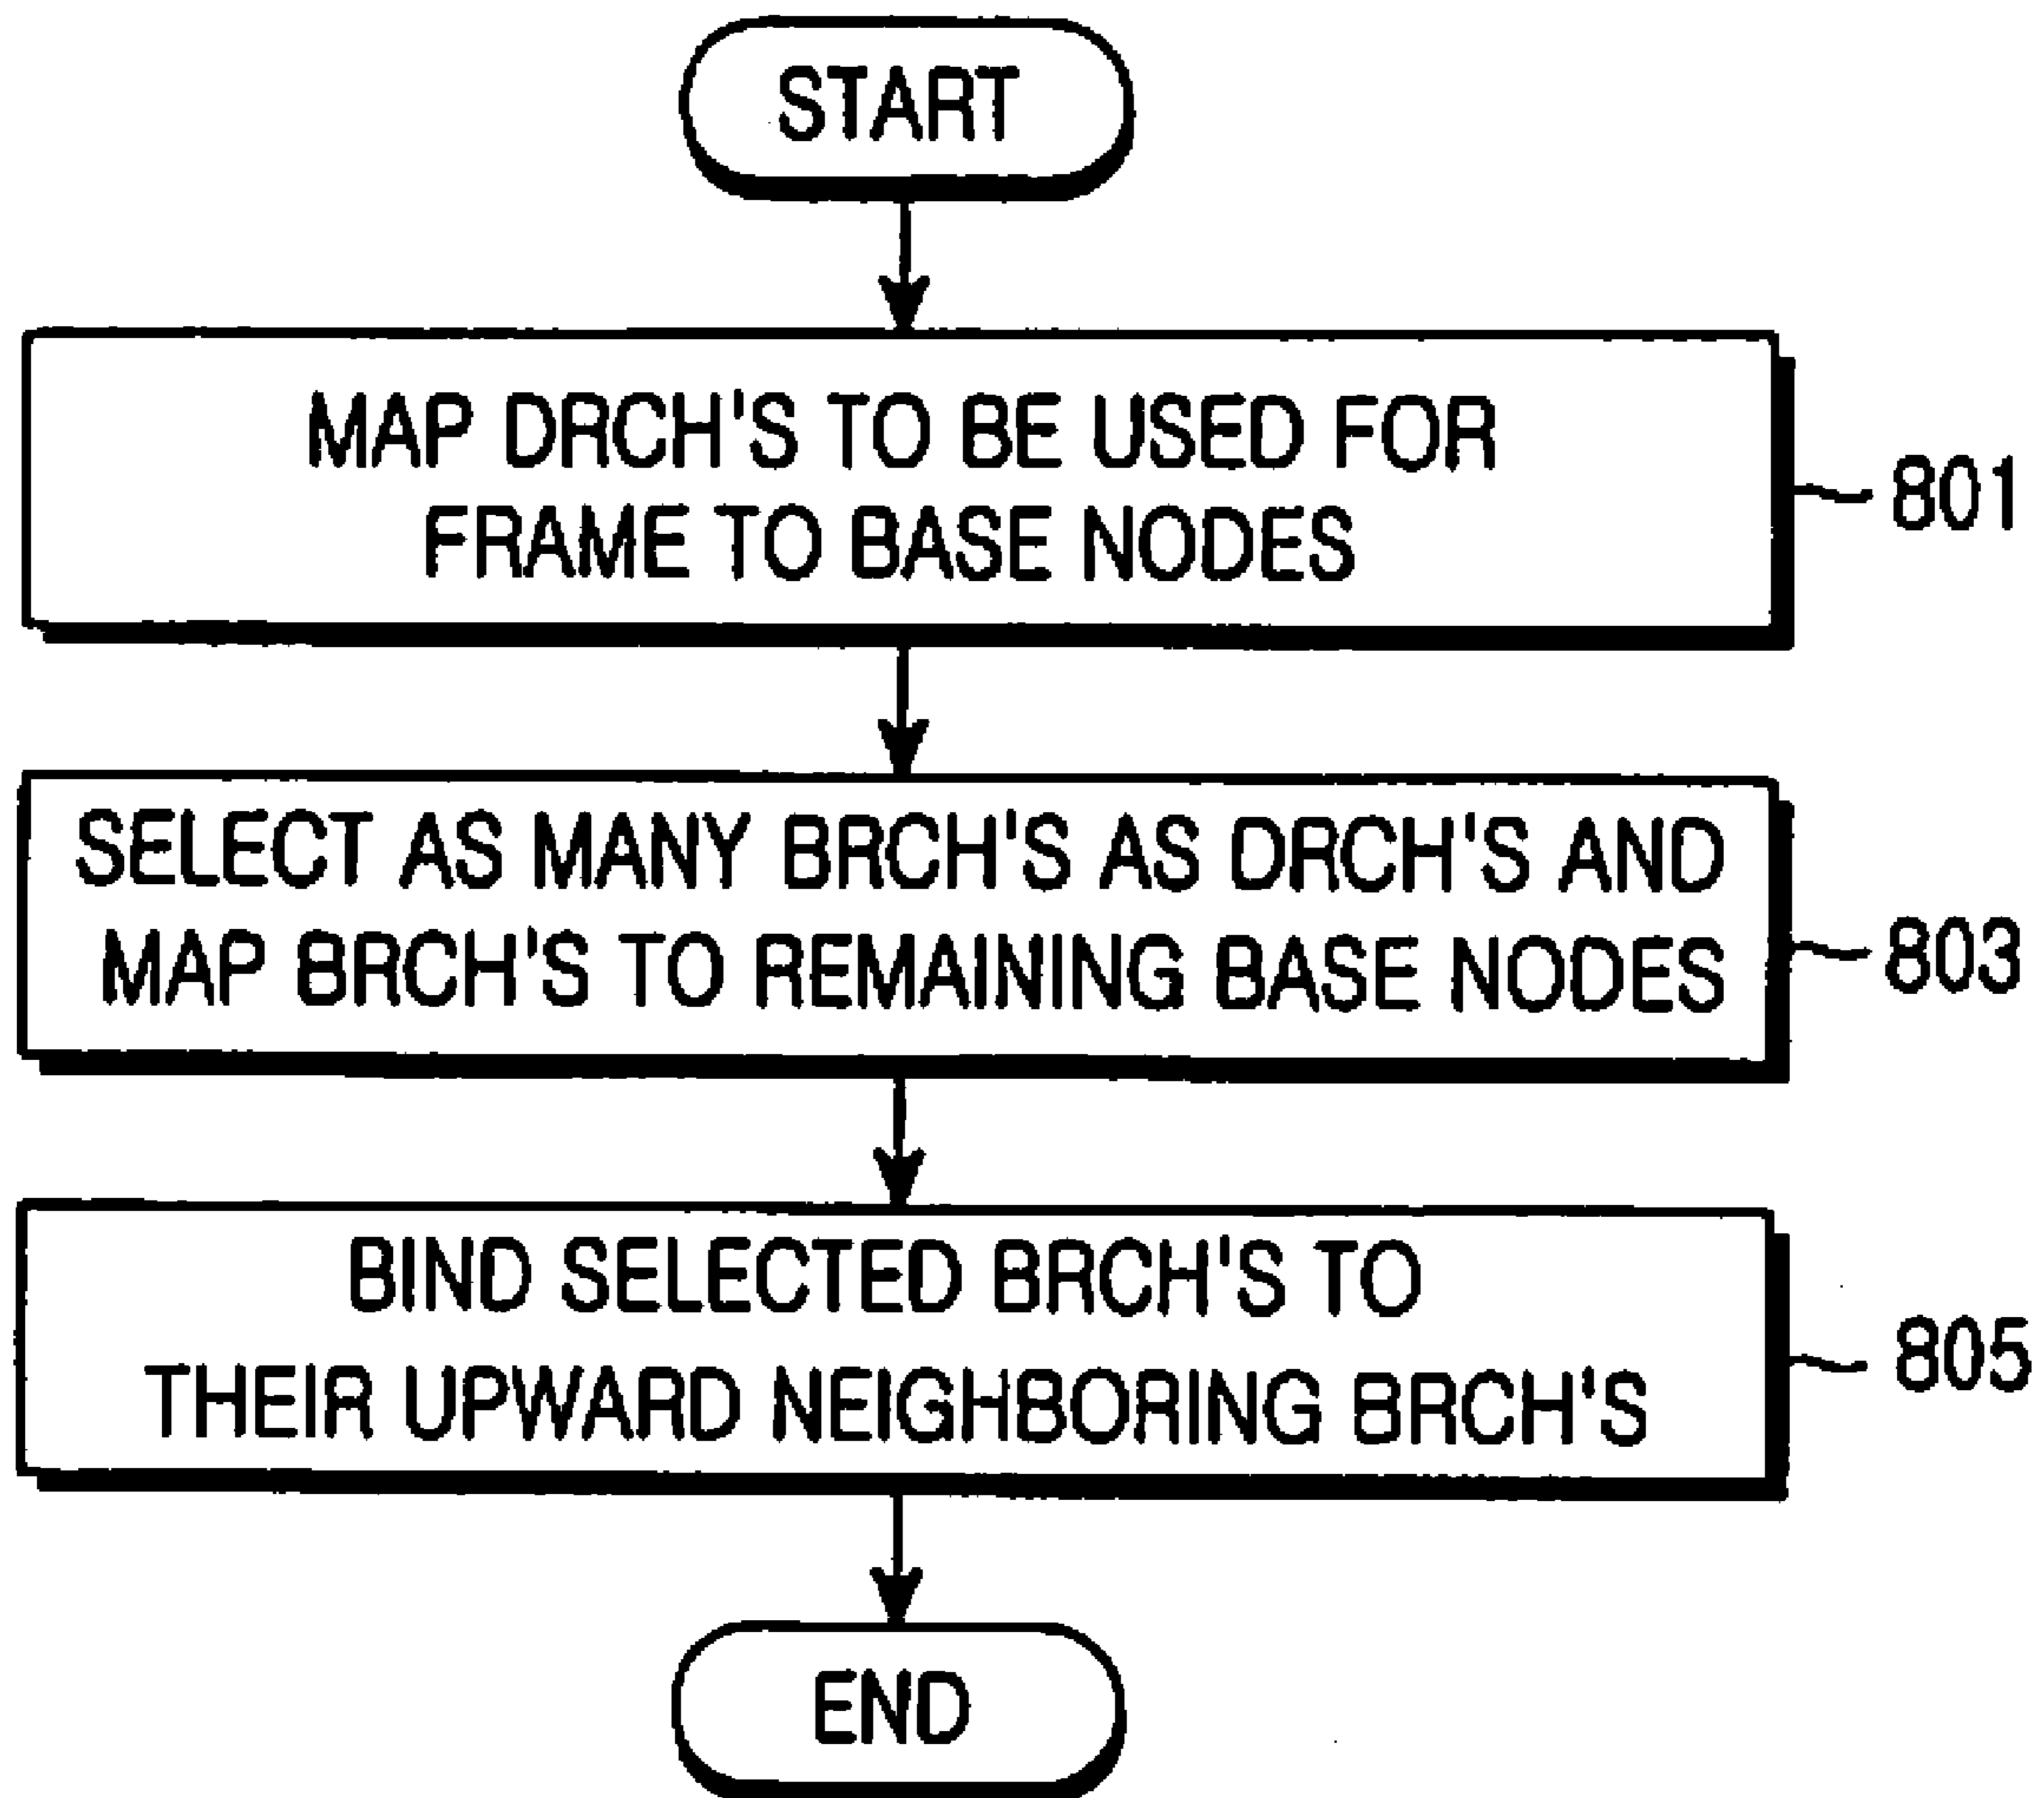 START
MAP DRCH'S TO BE USED FOR
FRAME TO BASE NODES
801
SELECT AS MANY BRCH'S AS DRCH'S AND
MAP BRCH'S TO REMAINING BASE NODES
803
BIND SELECTED BRCH'S TO
THEIR UPWARD NEIGHBORING BRCH'S
805
END